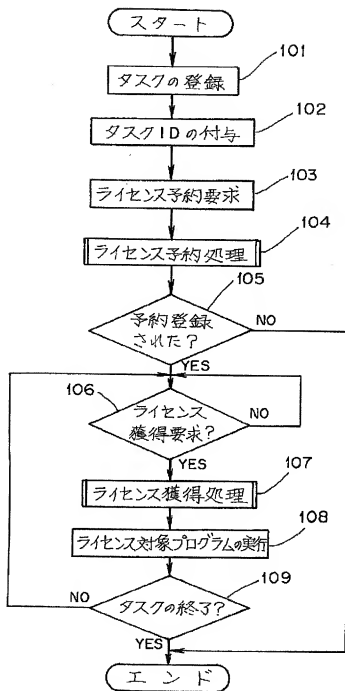 スタート
101
タスクの登録
102
タスクIDの付与
103
ライセンス予約要求
104
ライセンス予約処理
105
予約登録
された?
NO
YES
106
ライセンス
獲得要求?
NO
YES
107
ライセンス獲得処理
108
ライセンス対象プログラムの実行
109
NO
タスクの終了?
YES
エンド